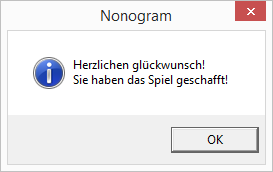 Nonogram
Herzlichen glückwunsch!
Sie haben das Spiel geschafft!
OK